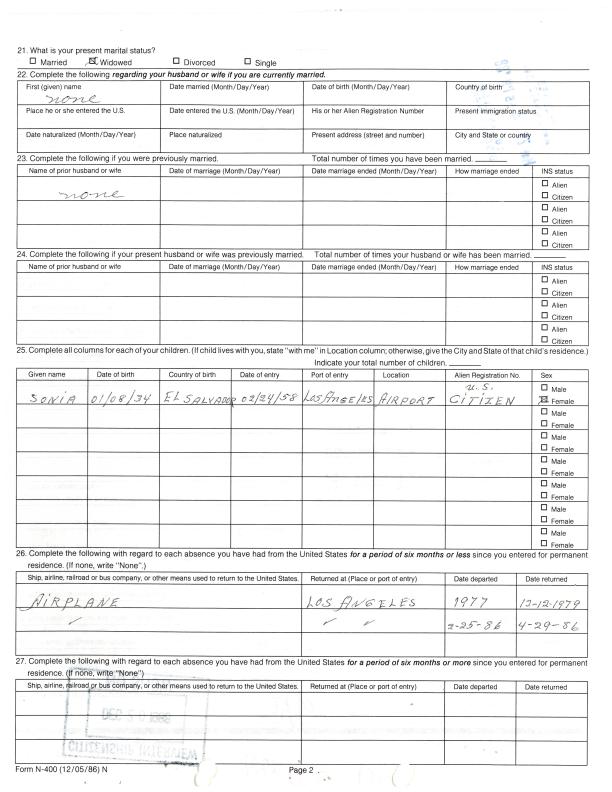 21. What is your present marital status?
☐ Married ☒ Widowed ☐ Divorced ☐ Single
22. Complete the following regarding your husband or wife if you are currently married.
First (given) name Date married (Month/Day/Year) Date of birth (Month/Day/Year) Country of birth
none
Place he or she entered the U.S. Date entered the U.S. (Month/Day/Year) His or her Alien Registration Number Present immigration status
Date naturalized (Month/Day/Year) Place naturalized Present address (street and number) City and State or country
23. Complete the following if you were previously married. Total number of times you have been married. ______
Name of prior husband or wife Date of marriage (Month/Day/Year) Date marriage ended (Month/Day/Year) How marriage ended INS status
none
☐ Alien
☐ Citizen
☐ Alien
☐ Citizen
☐ Alien
☐ Citizen
24. Complete the following if your present husband or wife was previously married. Total number of times your husband or wife has been married. ______
Name of prior husband or wife Date of marriage (Month/Day/Year) Date marriage ended (Month/Day/Year) How marriage ended INS status
☐ Alien
☐ Citizen
☐ Alien
☐ Citizen
☐ Alien
☐ Citizen
25. Complete all columns for each of your children. (If child lives with you, state "with me" in Location column; otherwise, give the City and State of that child's residence.)
Indicate your total number of children. ______
Given name Date of birth Country of birth Date of entry Port of entry Location Alien Registration No. Sex
U.S. ☐ Male
SONIA 01/08/34 EL SALVADOR 02/24/58 LOS ANGELES AIRPORT CITIZEN ☒ Female
☐ Male
☐ Female
☐ Male
☐ Female
☐ Male
☐ Female
☐ Male
☐ Female
☐ Male
☐ Female
☐ Male
☐ Female
26. Complete the following with regard to each absence you have had from the United States for a period of six months or less since you entered for permanent
residence. (If none, write "None".)
Ship, airline, railroad or bus company, or other means used to return to the United States. Returned at (Place or port of entry) Date departed Date returned
AIRPLANE LOS ANGELES 1977 12-12-1979
✓ ✓ ✓ 2-25-86 4-29-86
27. Complete the following with regard to each absence you have had from the United States for a period of six months or more since you entered for permanent
residence. (If none, write "None")
Ship, airline, railroad or bus company, or other means used to return to the United States. Returned at (Place or port of entry) Date departed Date returned
CITIZENSHIP INTERVIEW
Form N-400 (12/05/86) N Page 2